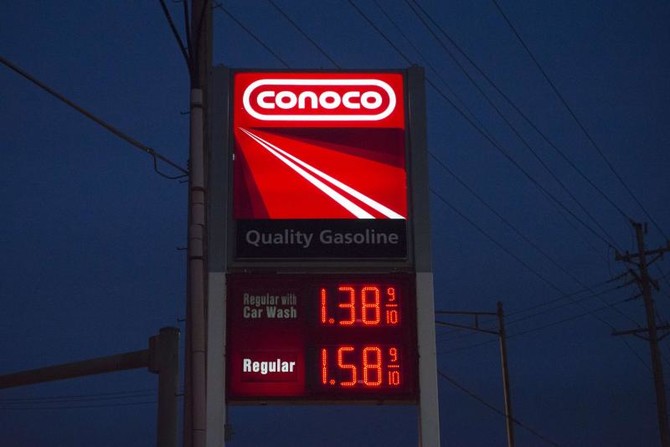 conoco
Quality Gasoline
Regular with
Car Wash
1.38 9/10
Regular
1.58 9/10